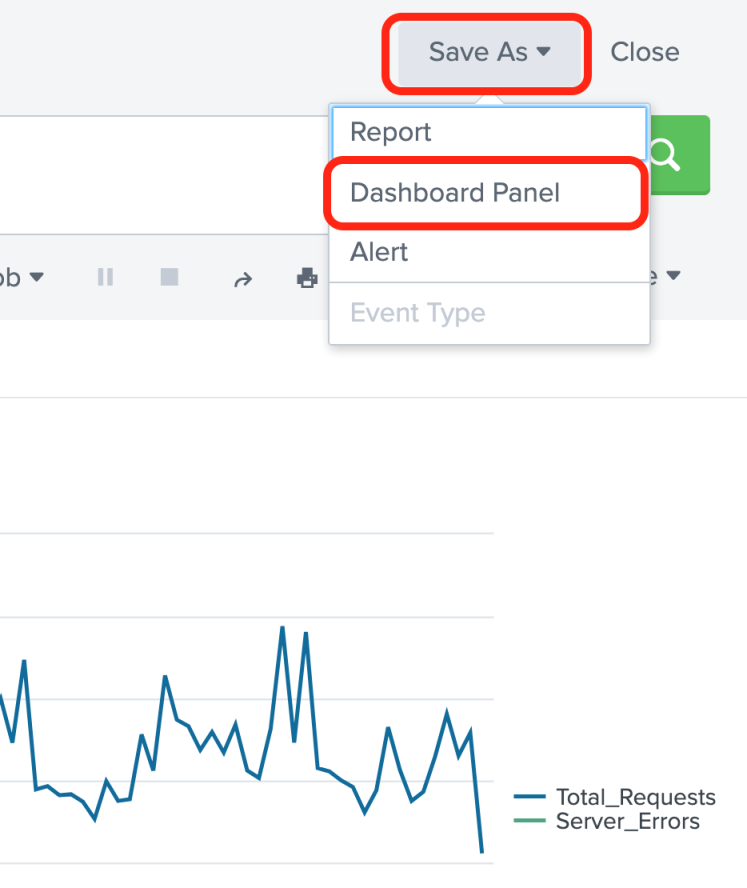 Save As
Close
Report
Dashboard Panel
Alert
Event Type
Total_Requests
Server_Errors